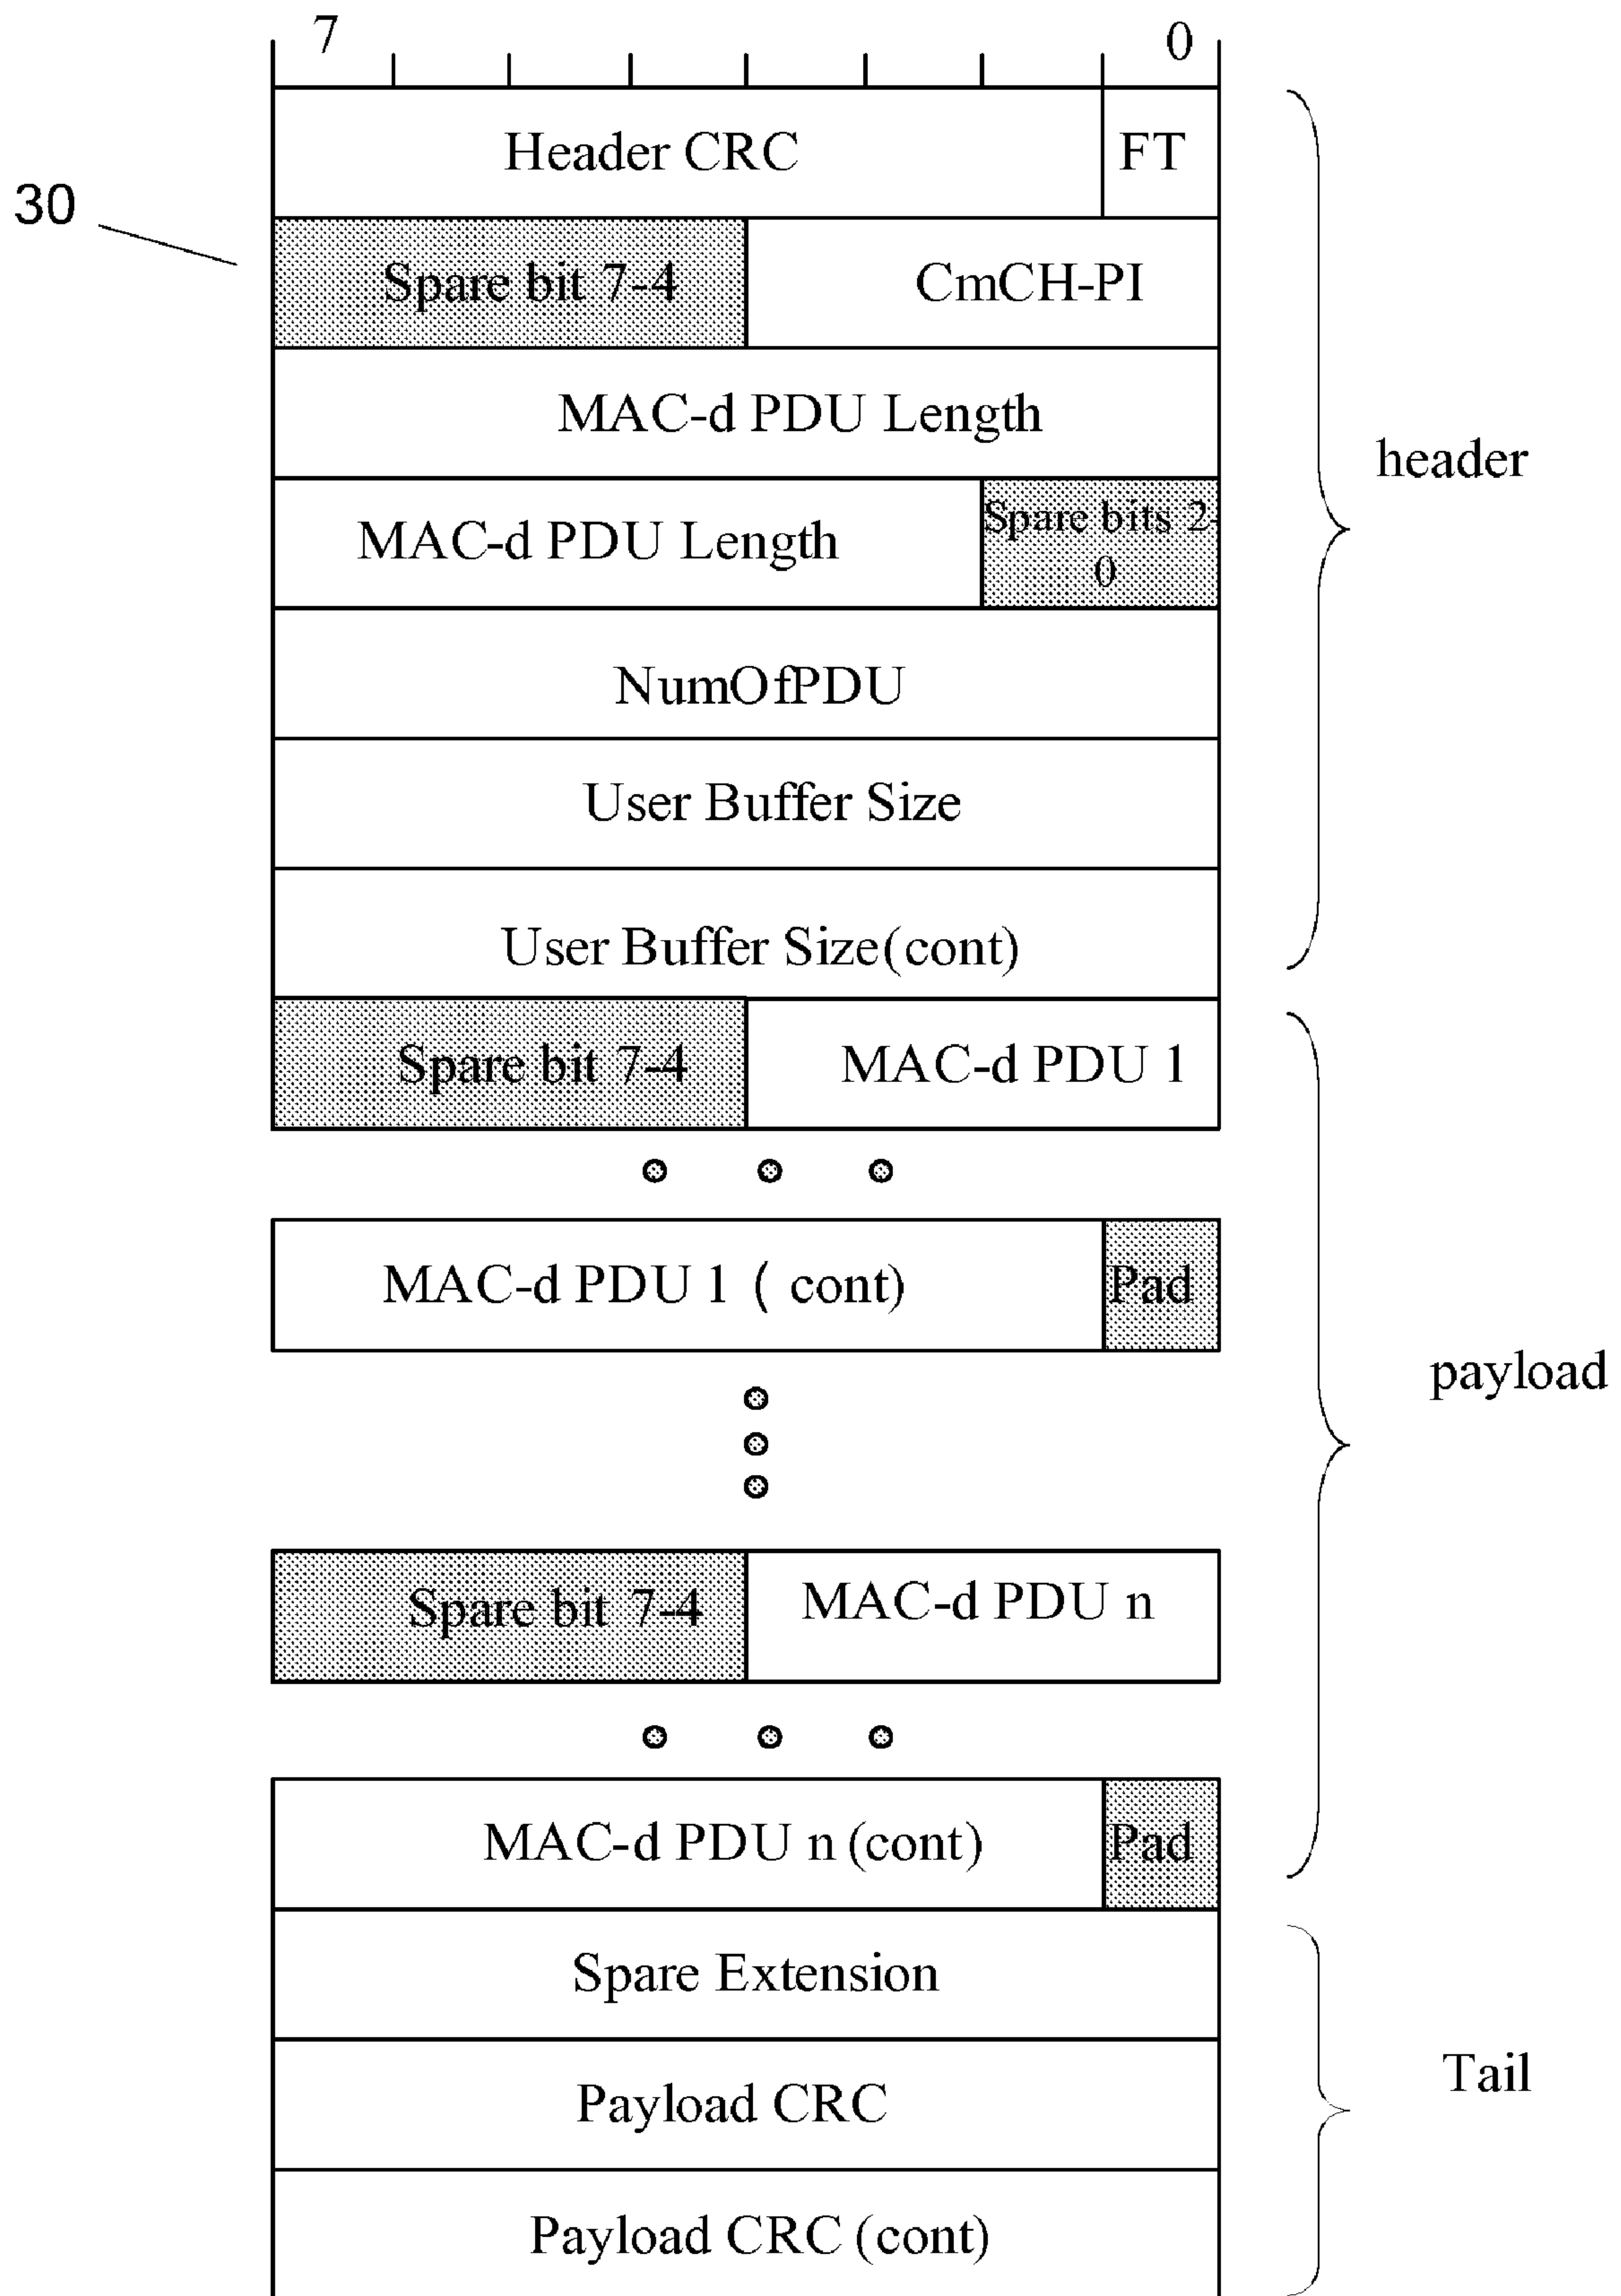 7 0
Header CRC FT
30
Spare bit 7-4 CmCH-PI
MAC-d PDU Length
header
MAC-d PDU Length Spare bits 2-
0
NumOfPDU
User Buffer Size
User Buffer Size(cont)
Spare bit 7-4 MAC-d PDU 1
MAC-d PDU 1 ( cont) Pad
payload
Spare bit 7-4 MAC-d PDU n
MAC-d PDU n (cont) Pad
Spare Extension
Tail
Payload CRC
Payload CRC (cont)